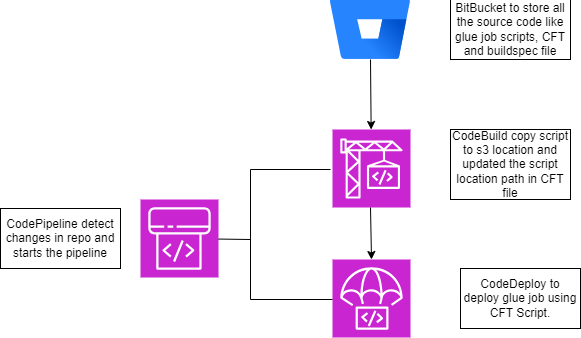 BitBucket to store all
the source code like
glue job scripts, CFT
and buildspec file
CodeBuild copy script
to s3 location and
updated the script
location path in CFT
file
CodePipeline detect
changes in repo and
starts the pipeline
CodeDeploy to
deploy glue job using
CFT Script.